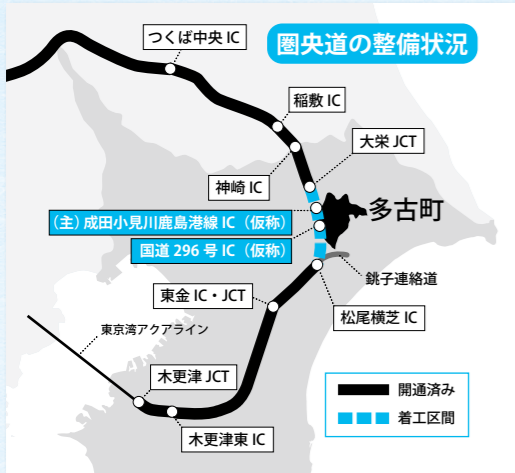 圏央道の整備状況
つくば中央 IC
稲敷 IC
大栄 JCT
神崎 IC
(主)成田小見川鹿島港線 IC(仮称)
多古町
国道 296 号 IC(仮称)
銚子連絡道
東金 IC・JCT
松尾横芝 IC
東京湾アクアライン
木更津 JCT
開通済み
着工区間
木更津東 IC